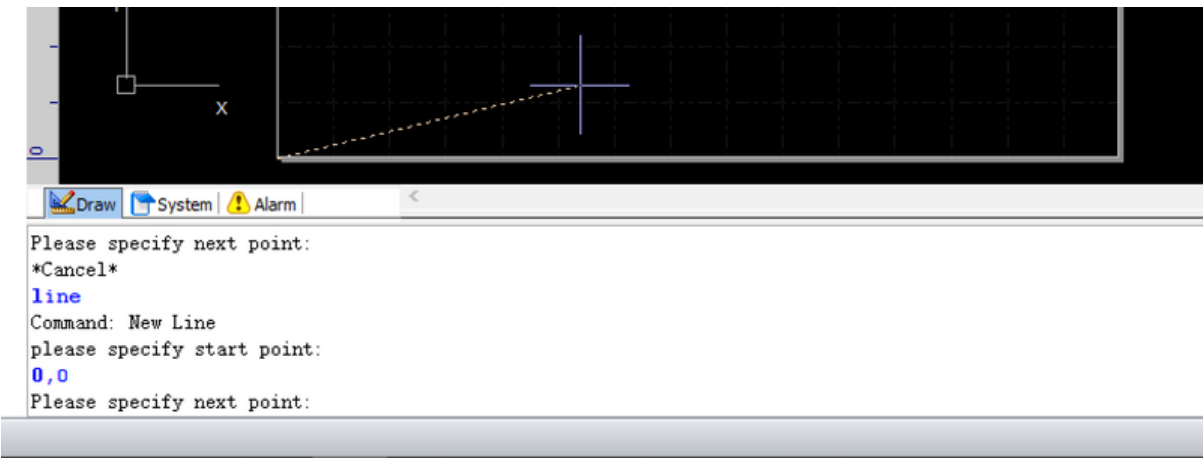 X
0
Draw System Alarm
Please specify next point:
*Cancel*
line
Command: New Line
please specify start point:
0,0
Please specify next point: